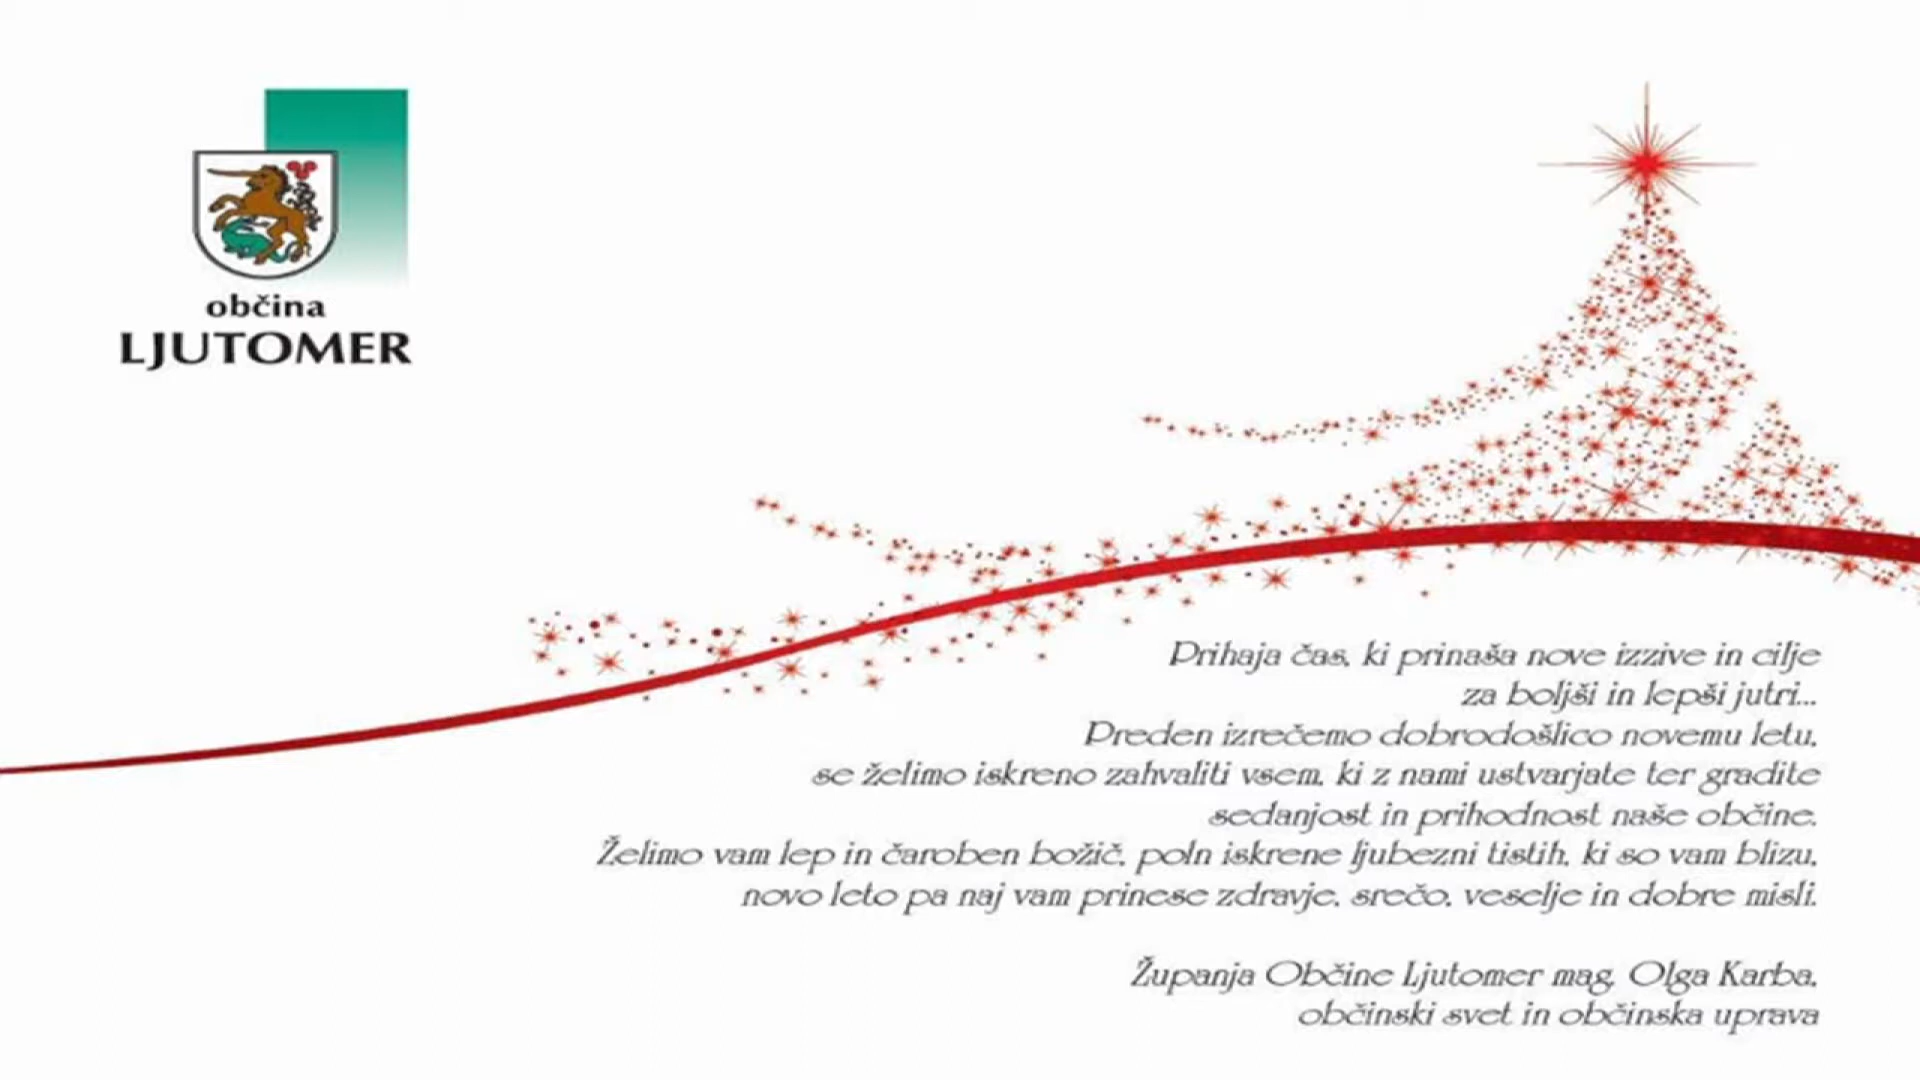 občina
LJUTOMER
Prihaja čas, ki prinaša nove izzive in cilje
za boljši in lepši jutri...
Preden izrečemo dobrodošlico novemu letu,
se želimo iskreno zahvaliti vsem, ki z nami ustvarjate ter gradite
sedanjost in prihodnost naše občine.
Želimo vam lep in čaroben božič, poln iskrene ljubezni tistih, ki so vam blizu,
novo leto pa naj vam prinese zdravje, srečo, veselje in dobre misli.
Županja Občine Ljutomer mag. Olga Karba,
občinski svet in občinska uprava